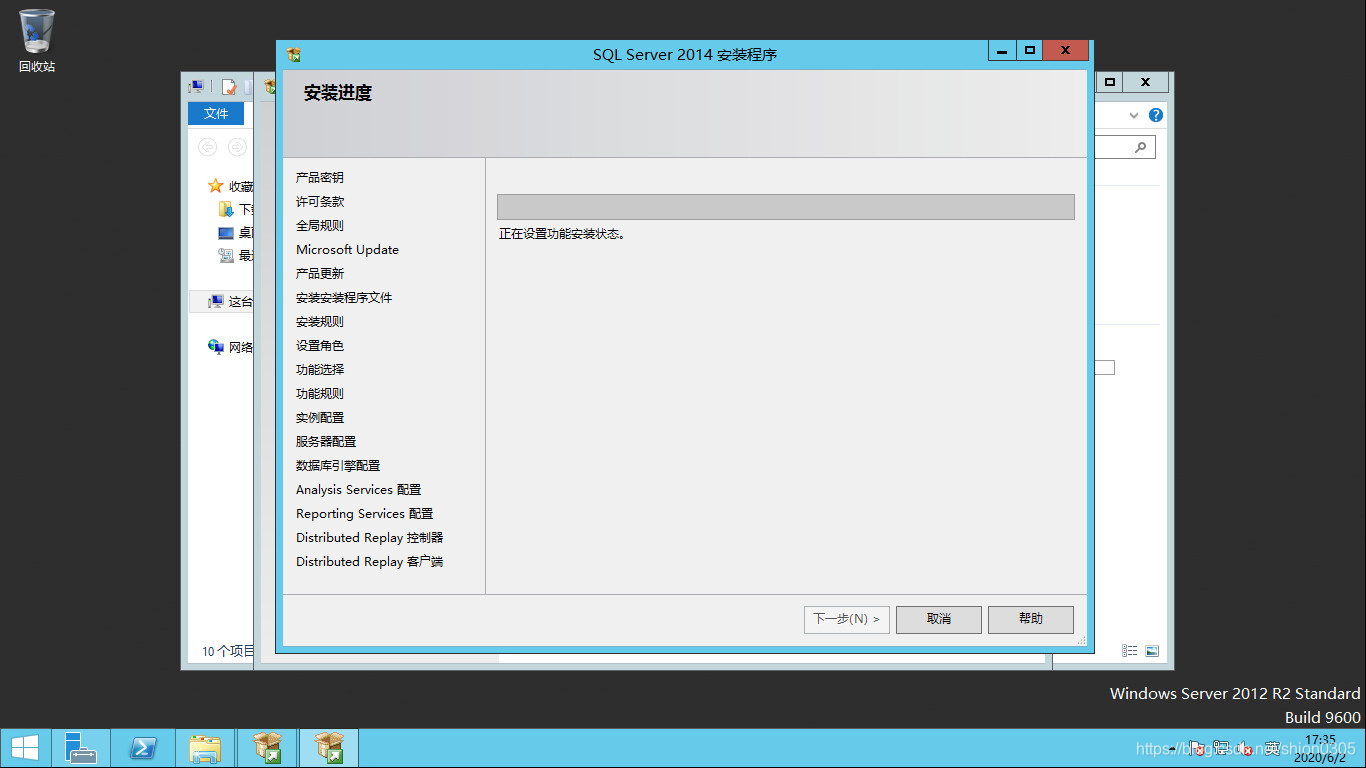 回收站
SQL Server 2014 安装程序
安装进度
文件
收藏
桌
最
这台
网络
产品密钥
许可条款
全局规则
Microsoft Update
产品更新
安装安装程序文件
安装规则
设置角色
功能选择
功能规则
实例配置
服务器配置
数据库引擎配置
Analysis Services 配置
Reporting Services 配置
Distributed Replay 控制器
Distributed Replay 客户端
正在设置功能安装状态。
下一步(N) >
取消
帮助
10 个项目
Windows Server 2012 R2 Standard
Build 9600
英
17:35
2020/6/2